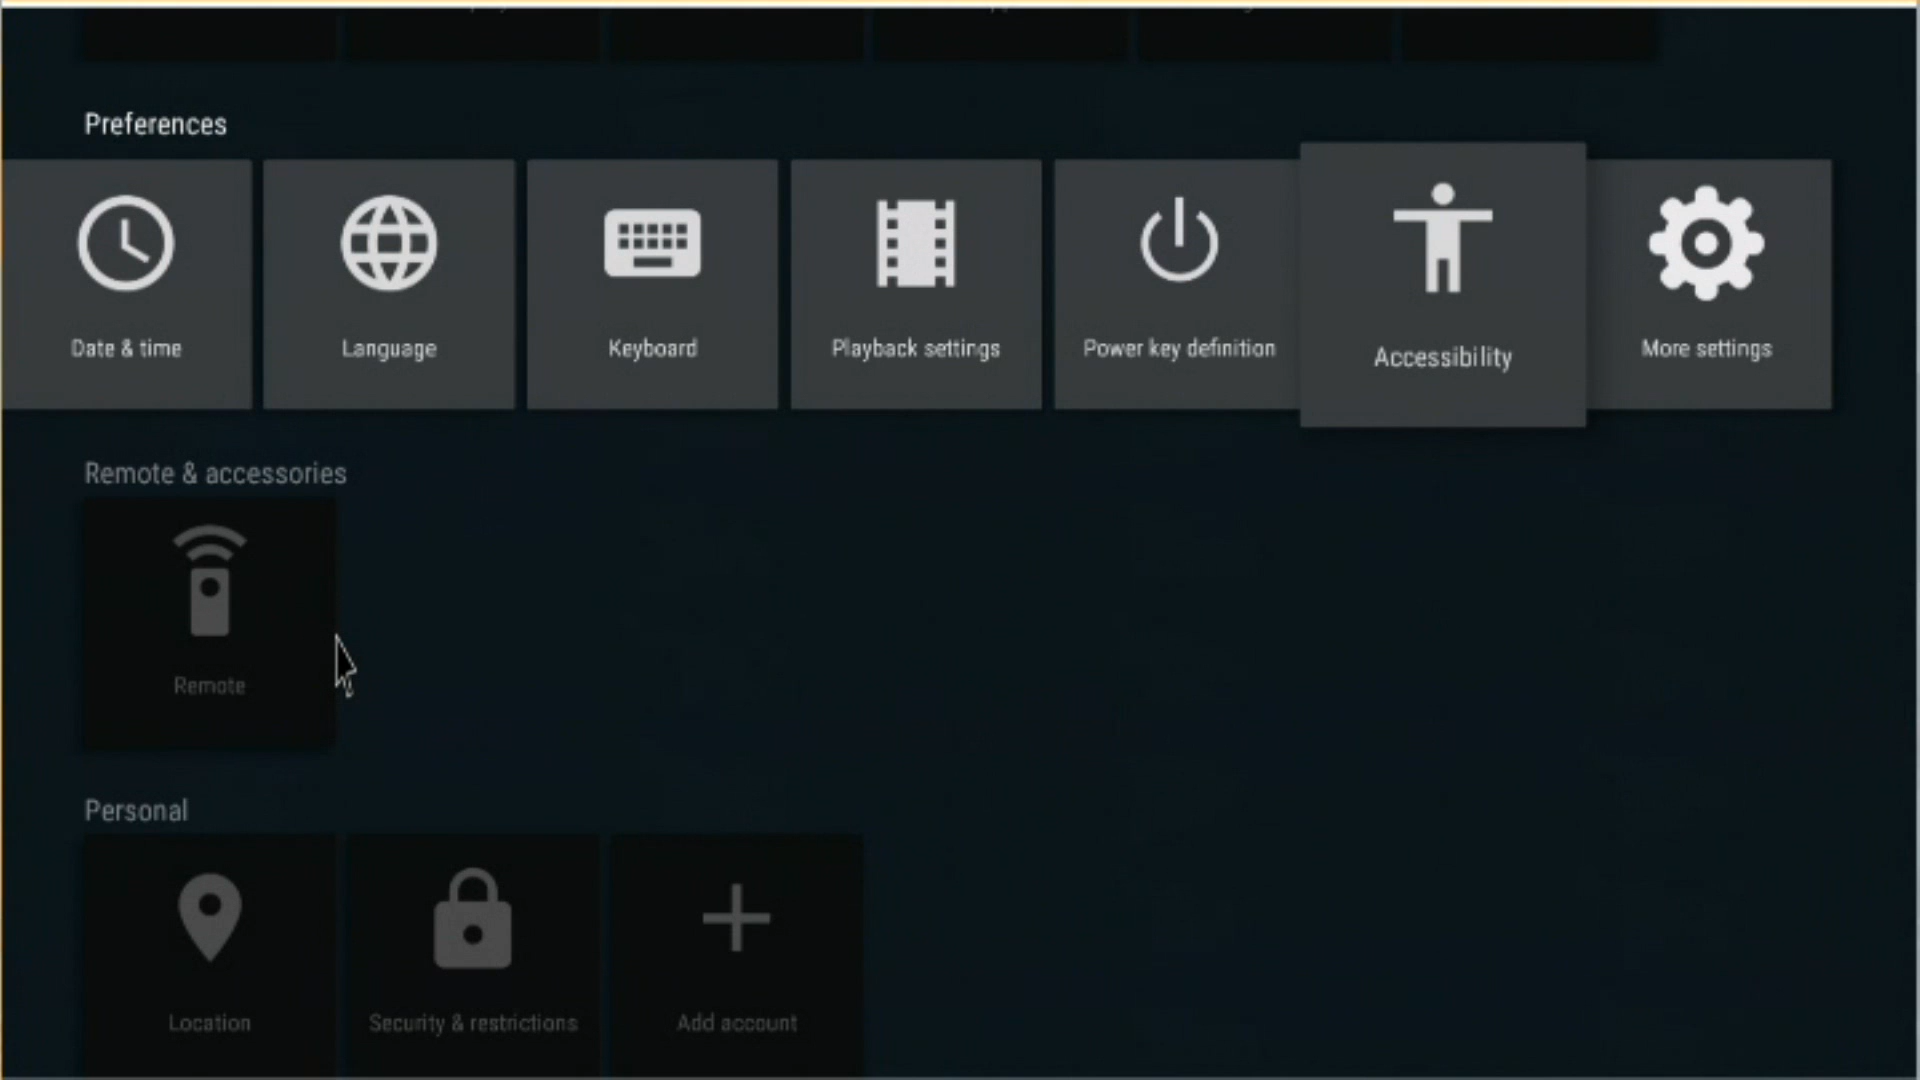 Preferences
Date & time
Language
Keyboard
Playback settings
Power key definition
Accessibility
More settings
Remote & accessories
Remote
Personal
Location
Security & restrictions
Add account